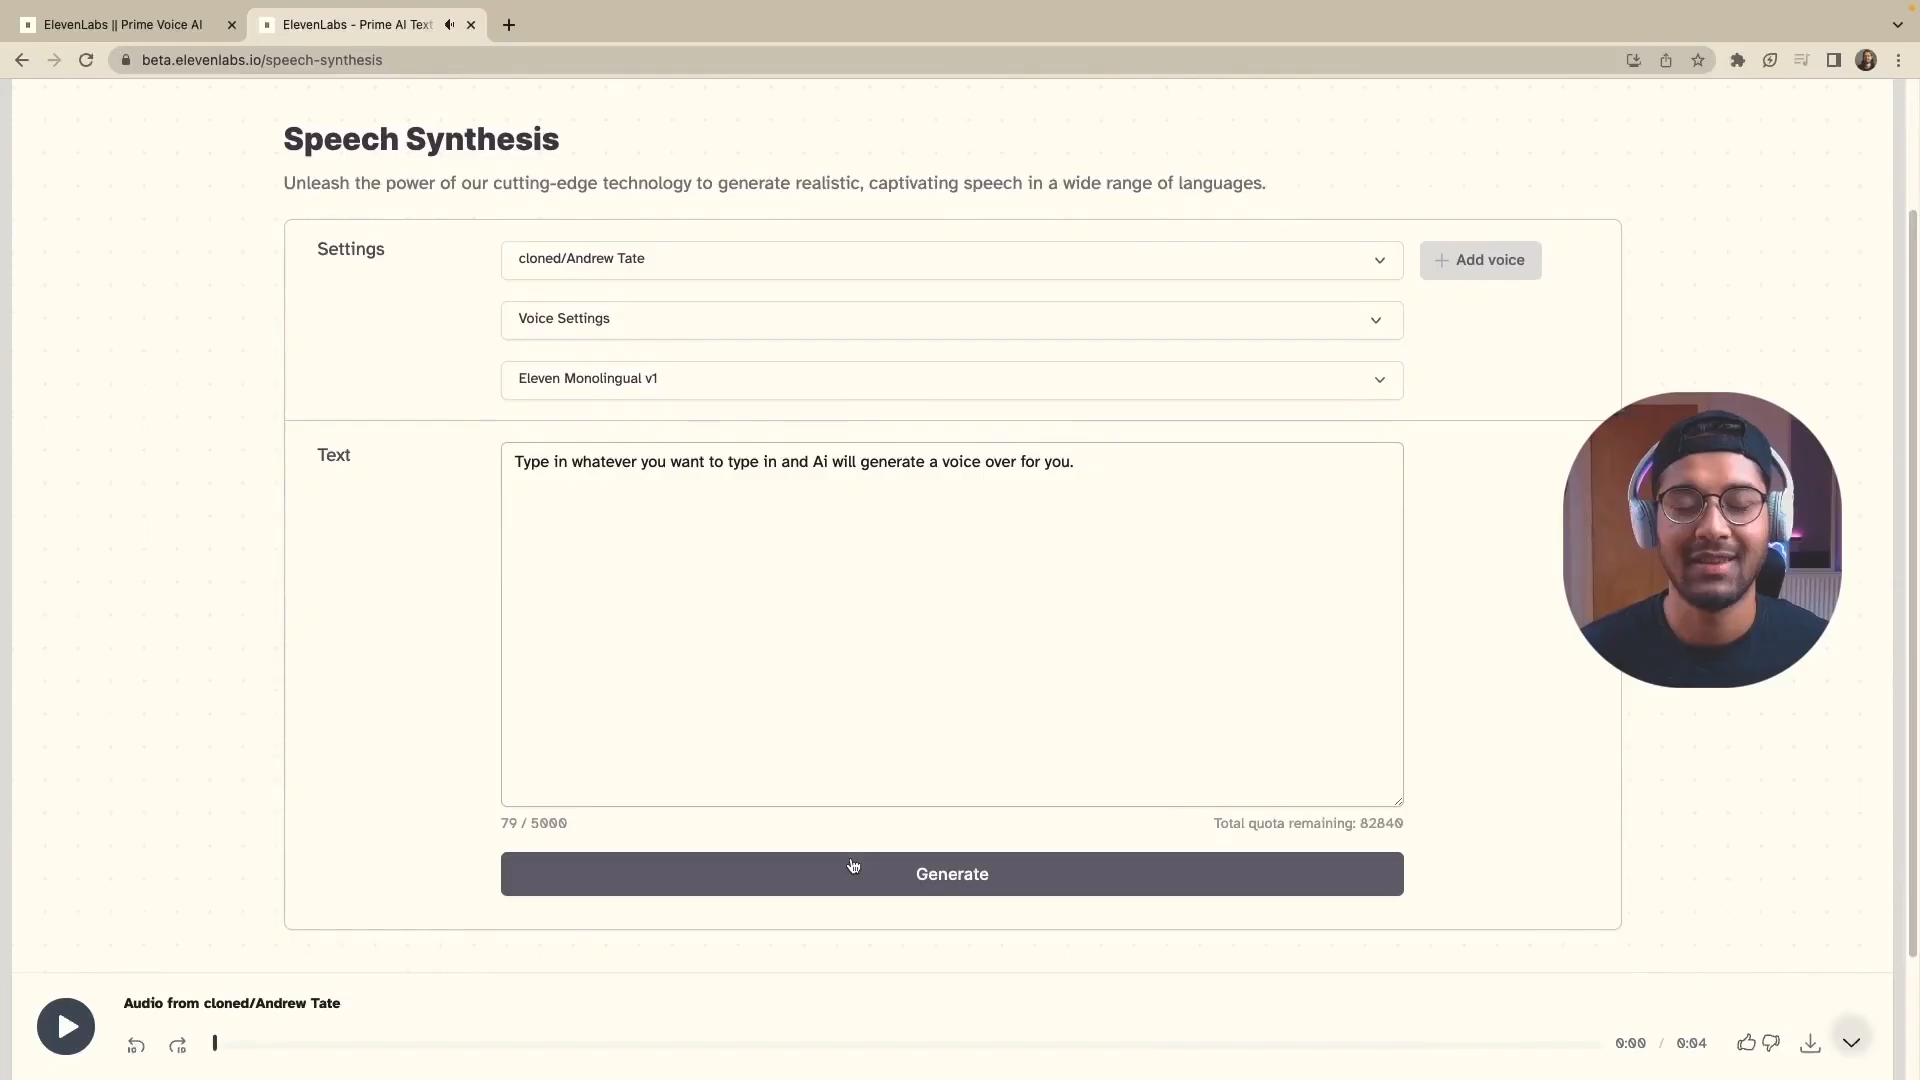 ElevenLabs || Prime Voice AI
ElevenLabs - Prime AI Text
beta.elevenlabs.io/speech-synthesis
Speech Synthesis
Unleash the power of our cutting-edge technology to generate realistic, captivating speech in a wide range of languages.
Settings
cloned/Andrew Tate
Add voice
Voice Settings
Eleven Monolingual v1
Text
Type in whatever you want to type in and Ai will generate a voice over for you.
79 / 5000
Total quota remaining: 82840
Generate
Audio from cloned/Andrew Tate
10
10
0:00 / 0:04